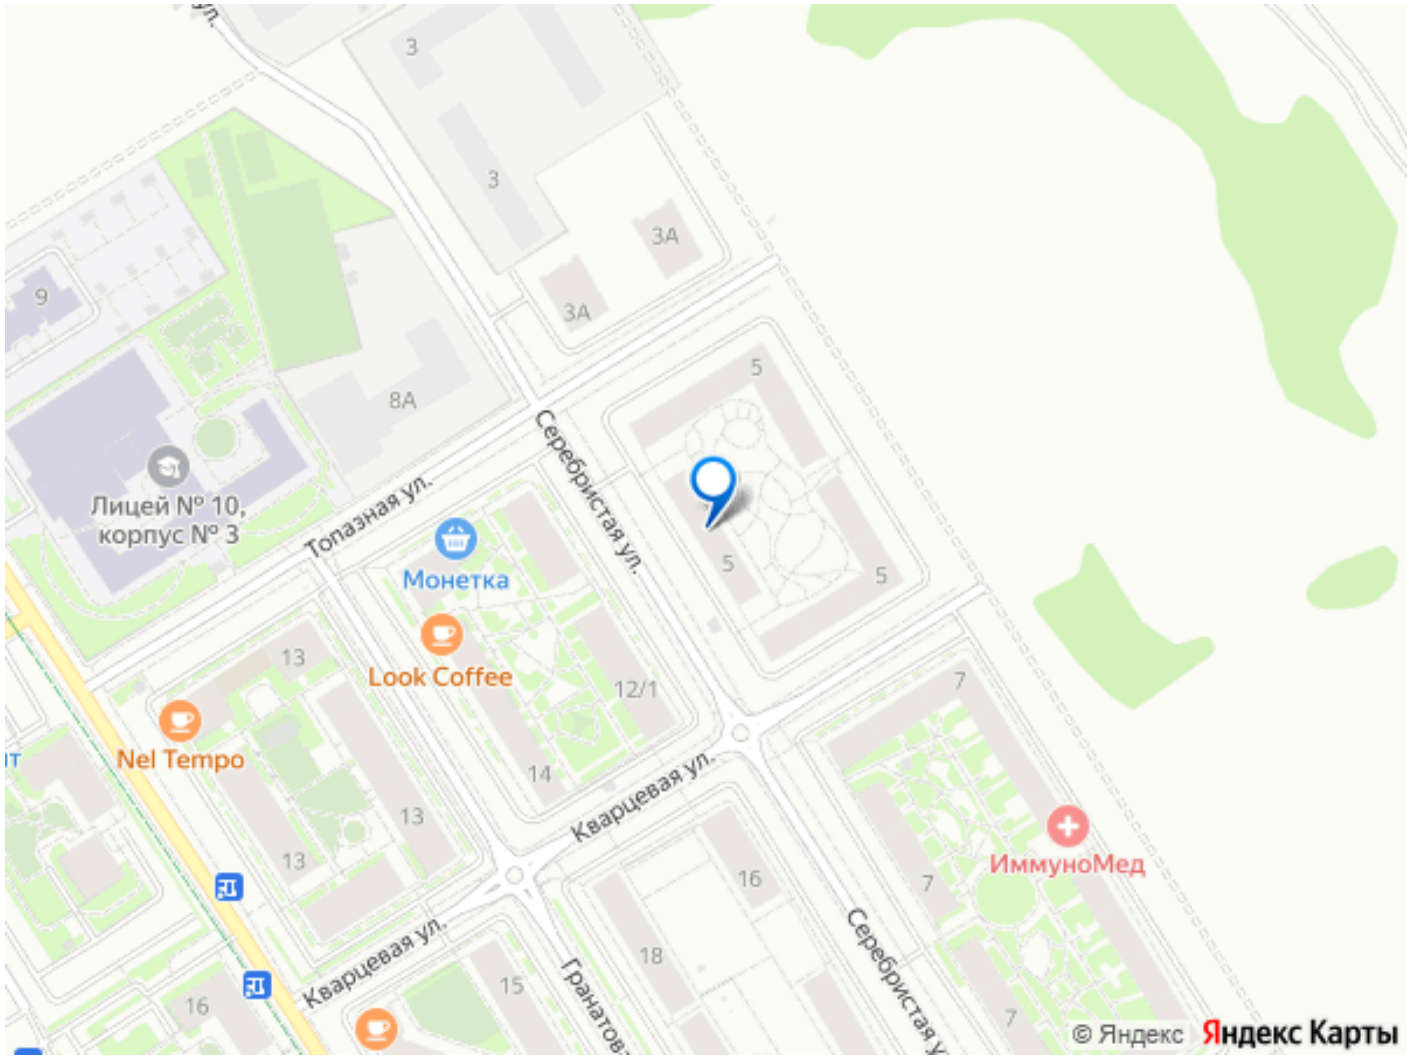 ул.
3
3
3А
3А
9
5
8А
Серебристая ул.
Лицей № 10,
корпус № 3
Топазная ул.
Монетка
5
5
Look Coffee
13
12/1
7
Nel Tempo
14
Кварцевая ул.
13
13
ИммуноМед
16
7
18
Серебристая у
Кварцевая ул.
Гранатов
15
16
7
© Яндекс
Яндекс Карты